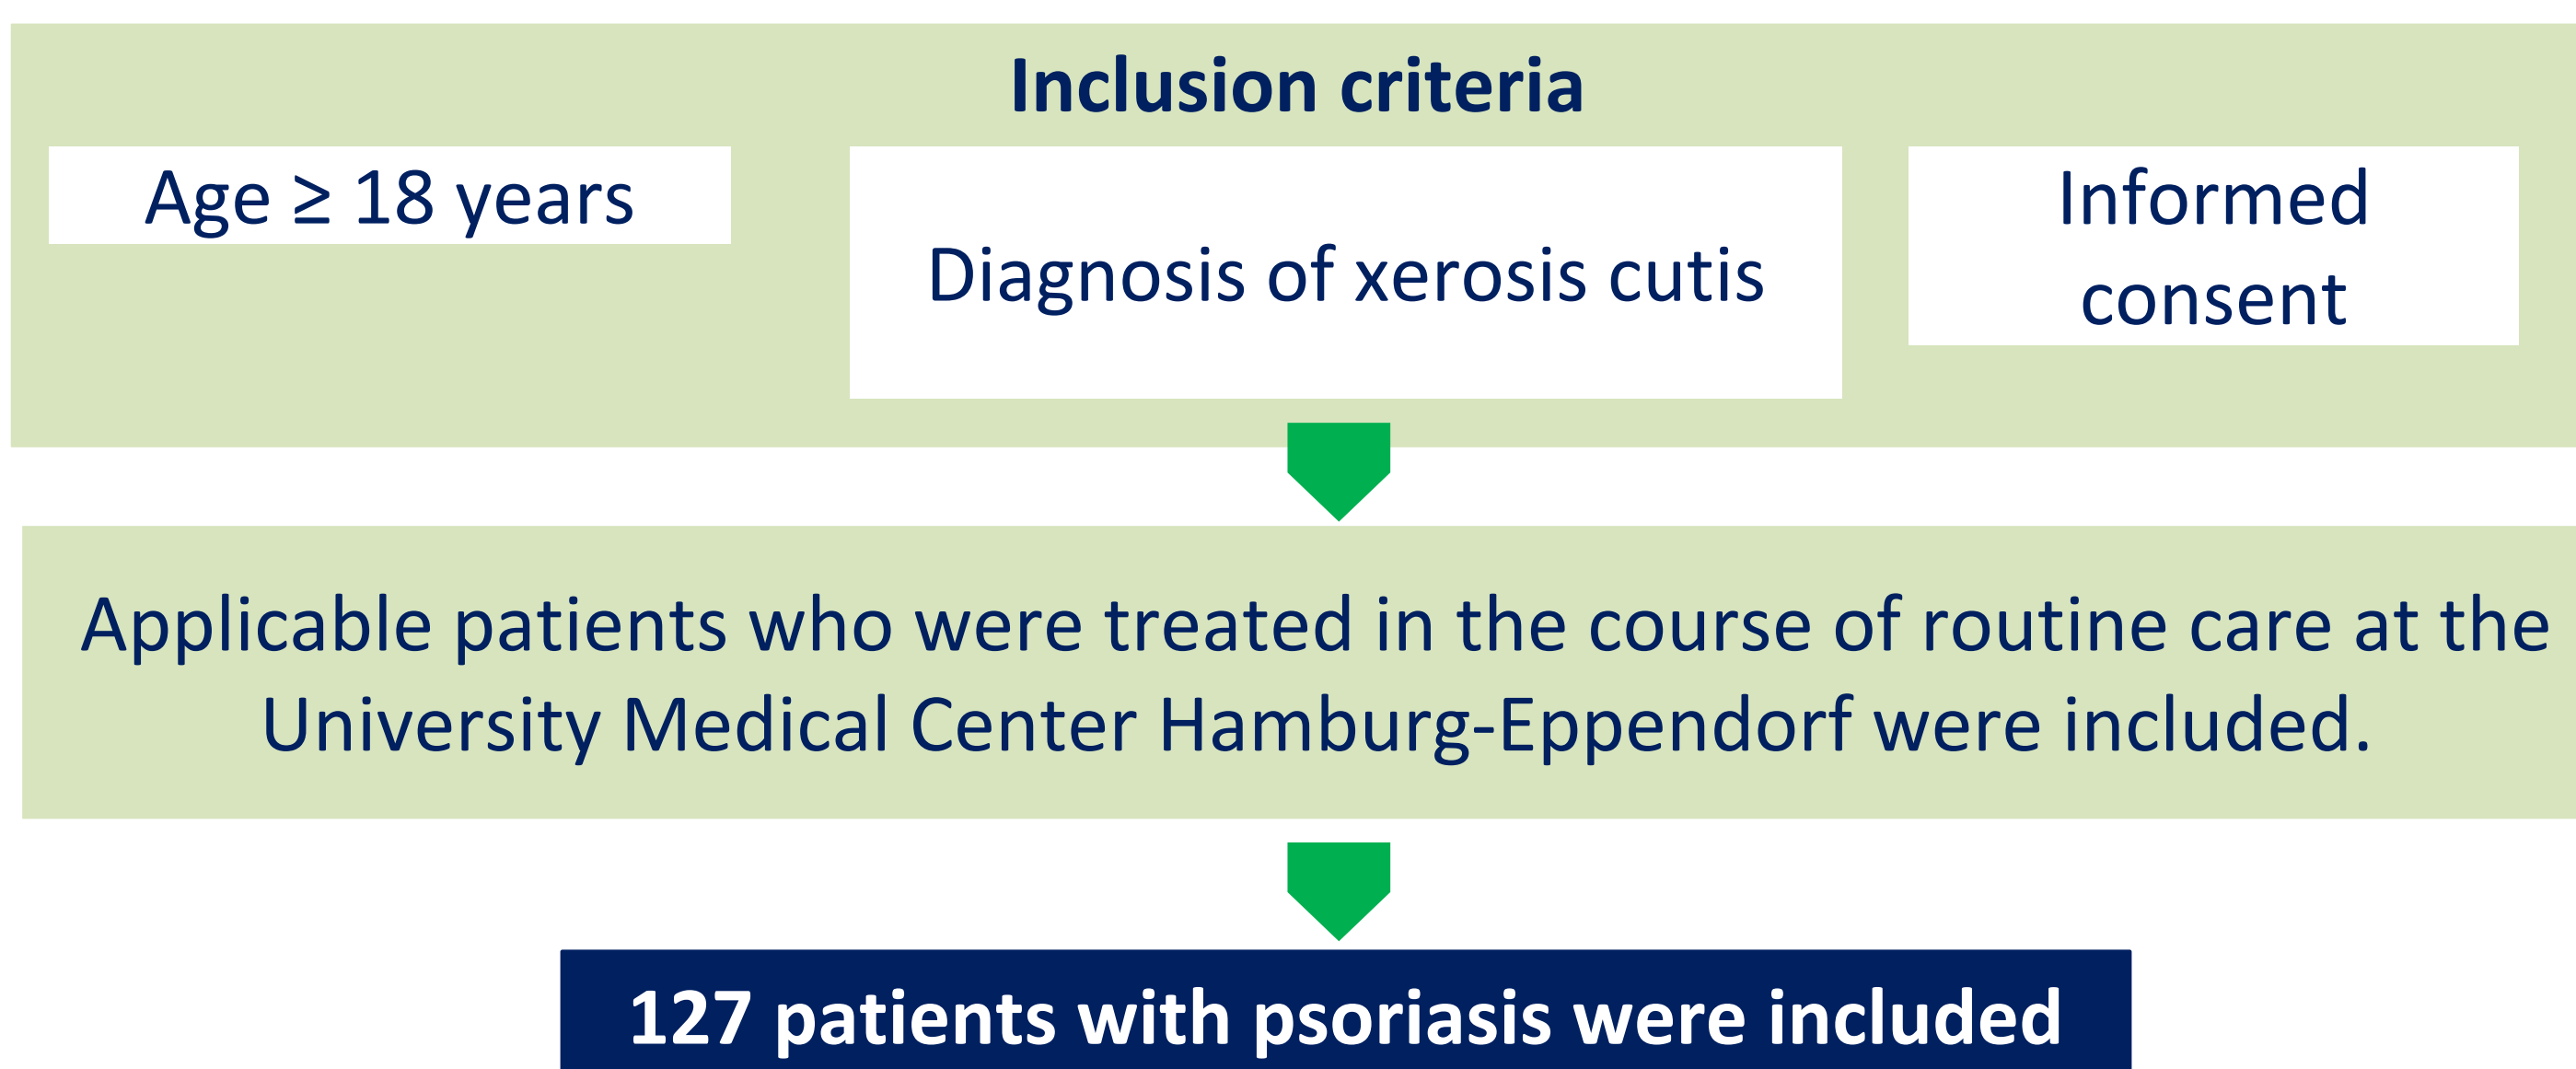 Inclusion criteria
Age ≥ 18 years
Diagnosis of xerosis cutis
Informed
consent
Applicable patients who were treated in the course of routine care at the
University Medical Center Hamburg-Eppendorf were included.
127 patients with psoriasis were included